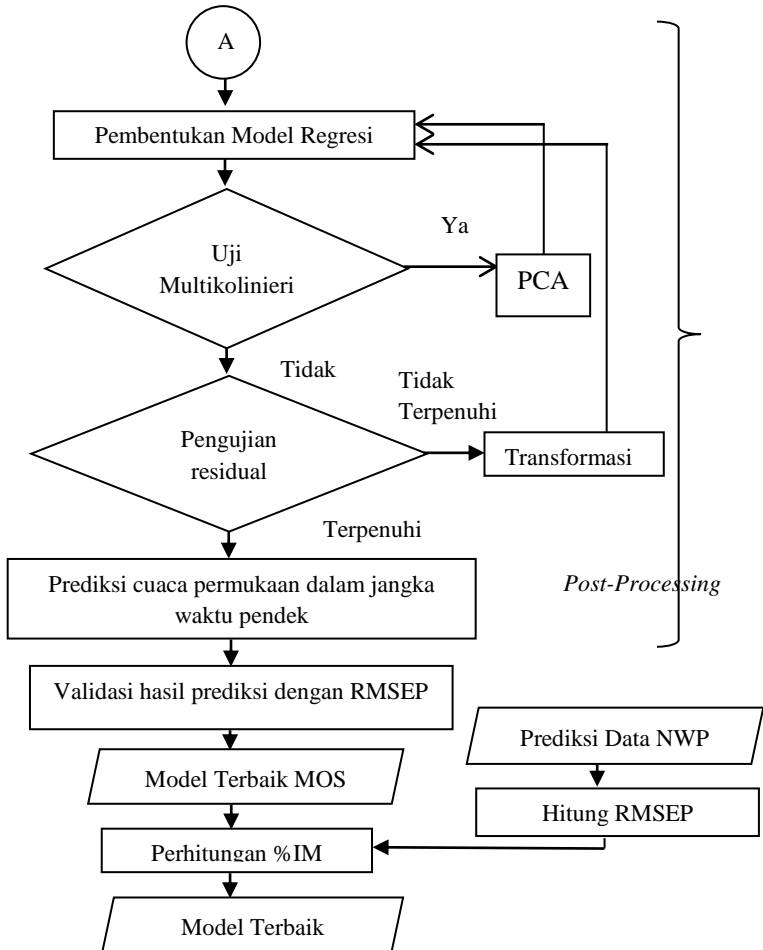 A
Pembentukan Model Regresi
Ya
Uji
Multikolinieri
PCA
Tidak
Tidak
Terpenuhi
Pengujian
residual
Transformasi
Terpenuhi
Prediksi cuaca permukaan dalam jangka
waktu pendek
Post-Processing
Validasi hasil prediksi dengan RMSEP
Prediksi Data NWP
Model Terbaik MOS
Hitung RMSEP
Perhitungan %IM
Model Terbaik